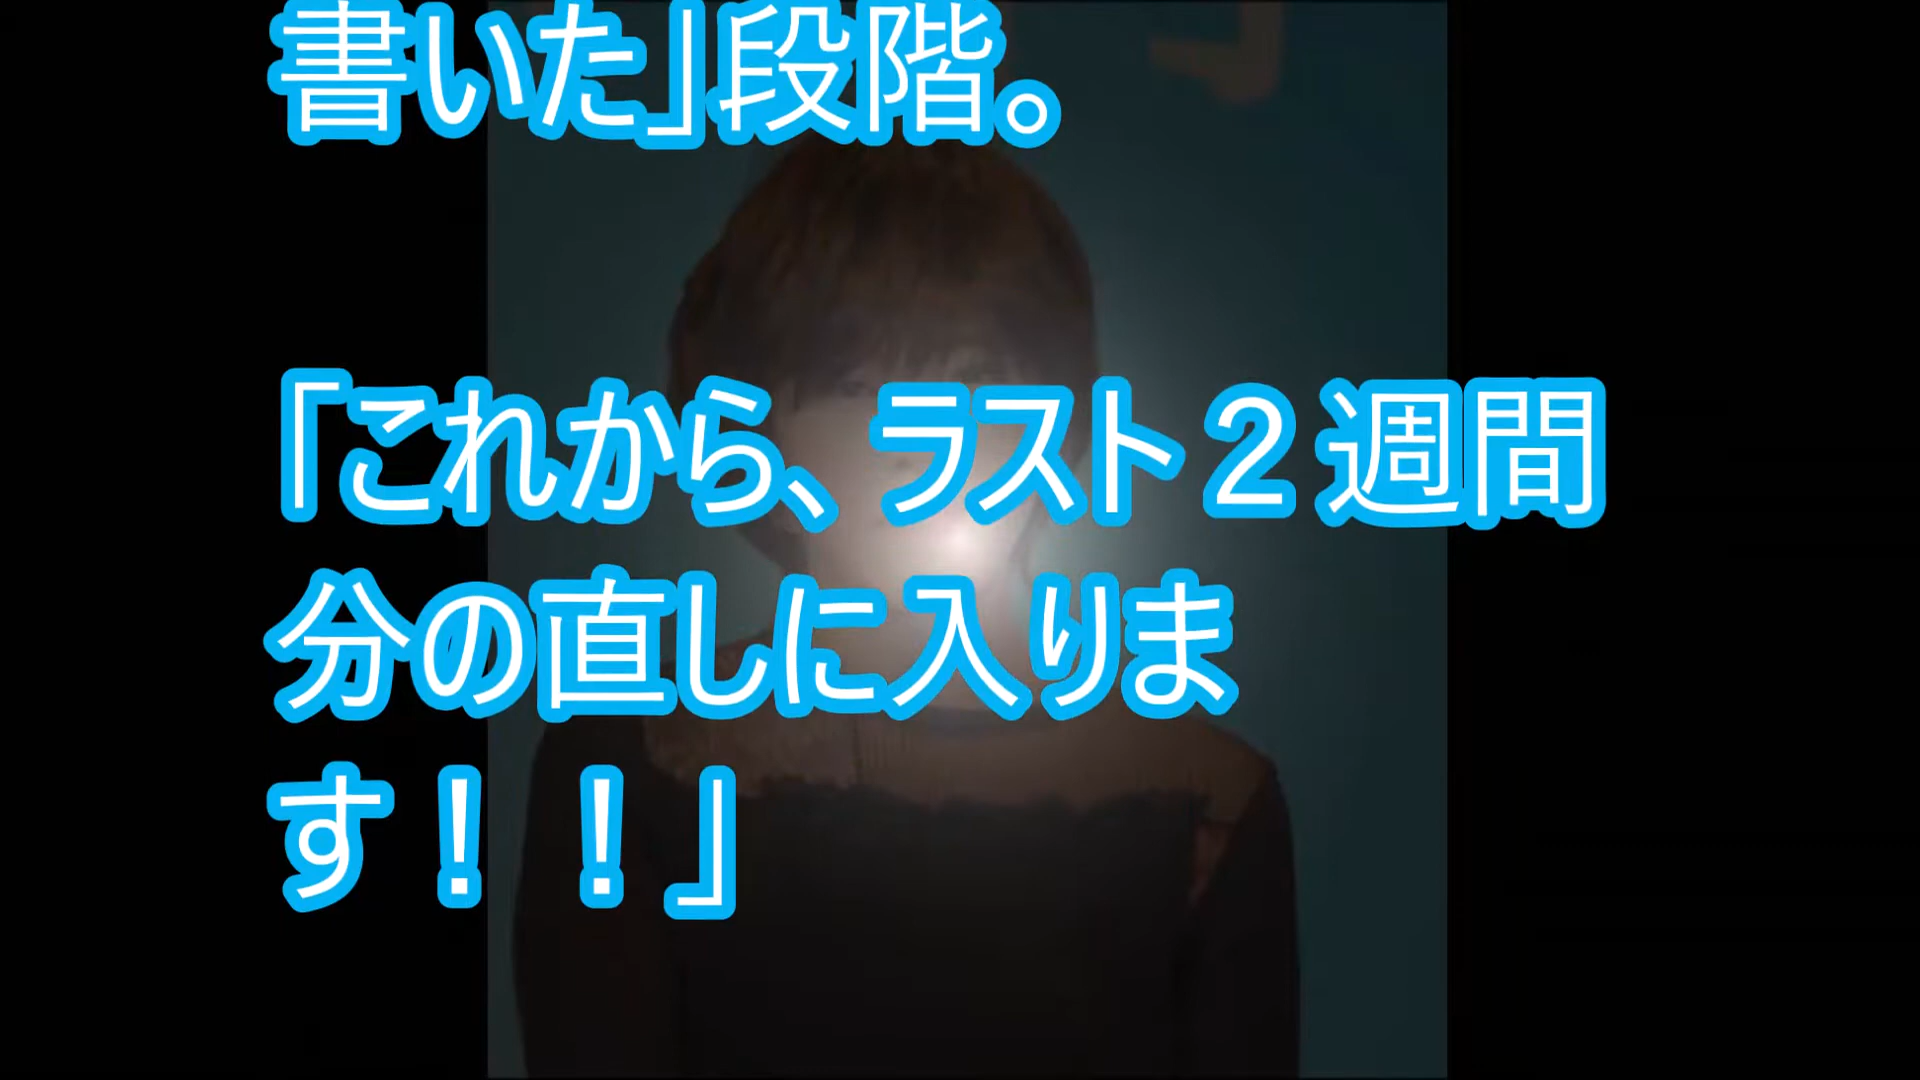 書いた」段階。
「これから、ラスト２週間
分の直しに入りま
す！！」